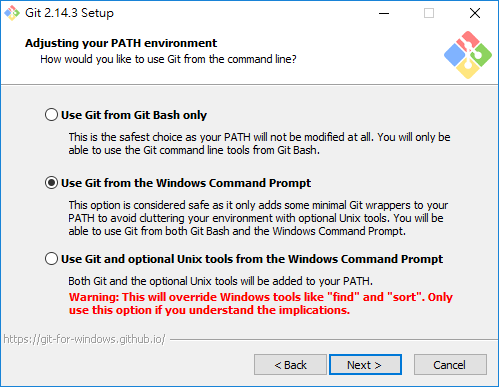 Git 2.14.3 Setup
Adjusting your PATH environment
How would you like to use Git from the command line?
Use Git from Git Bash only
This is the safest choice as your PATH will not be modified at all. You will only
be able to use the Git command line tools from Git Bash.
Use Git from the Windows Command Prompt
This option is considered safe as it only adds some minimal Git wrappers to your
PATH to avoid cluttering your environment with optional Unix tools. You will be
able to use Git from both Git Bash and the Windows Command Prompt.
Use Git and optional Unix tools from the Windows Command Prompt
Both Git and the optional Unix tools will be added to your PATH.
Warning: This will override Windows tools like "find" and "sort". Only
use this option if you understand the implications.
https://git-for-windows.github.io/
< Back
Next >
Cancel